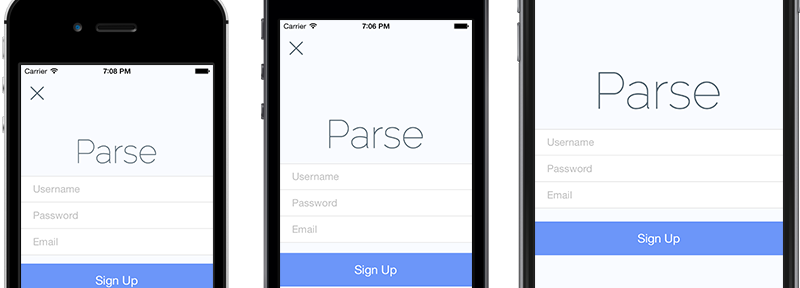 Carrier 7:08 PM
Parse
Username
Password
Email
Sign Up
Carrier 7:06 PM
Parse
Username
Password
Email
Sign Up
Parse
Username
Password
Email
Sign Up